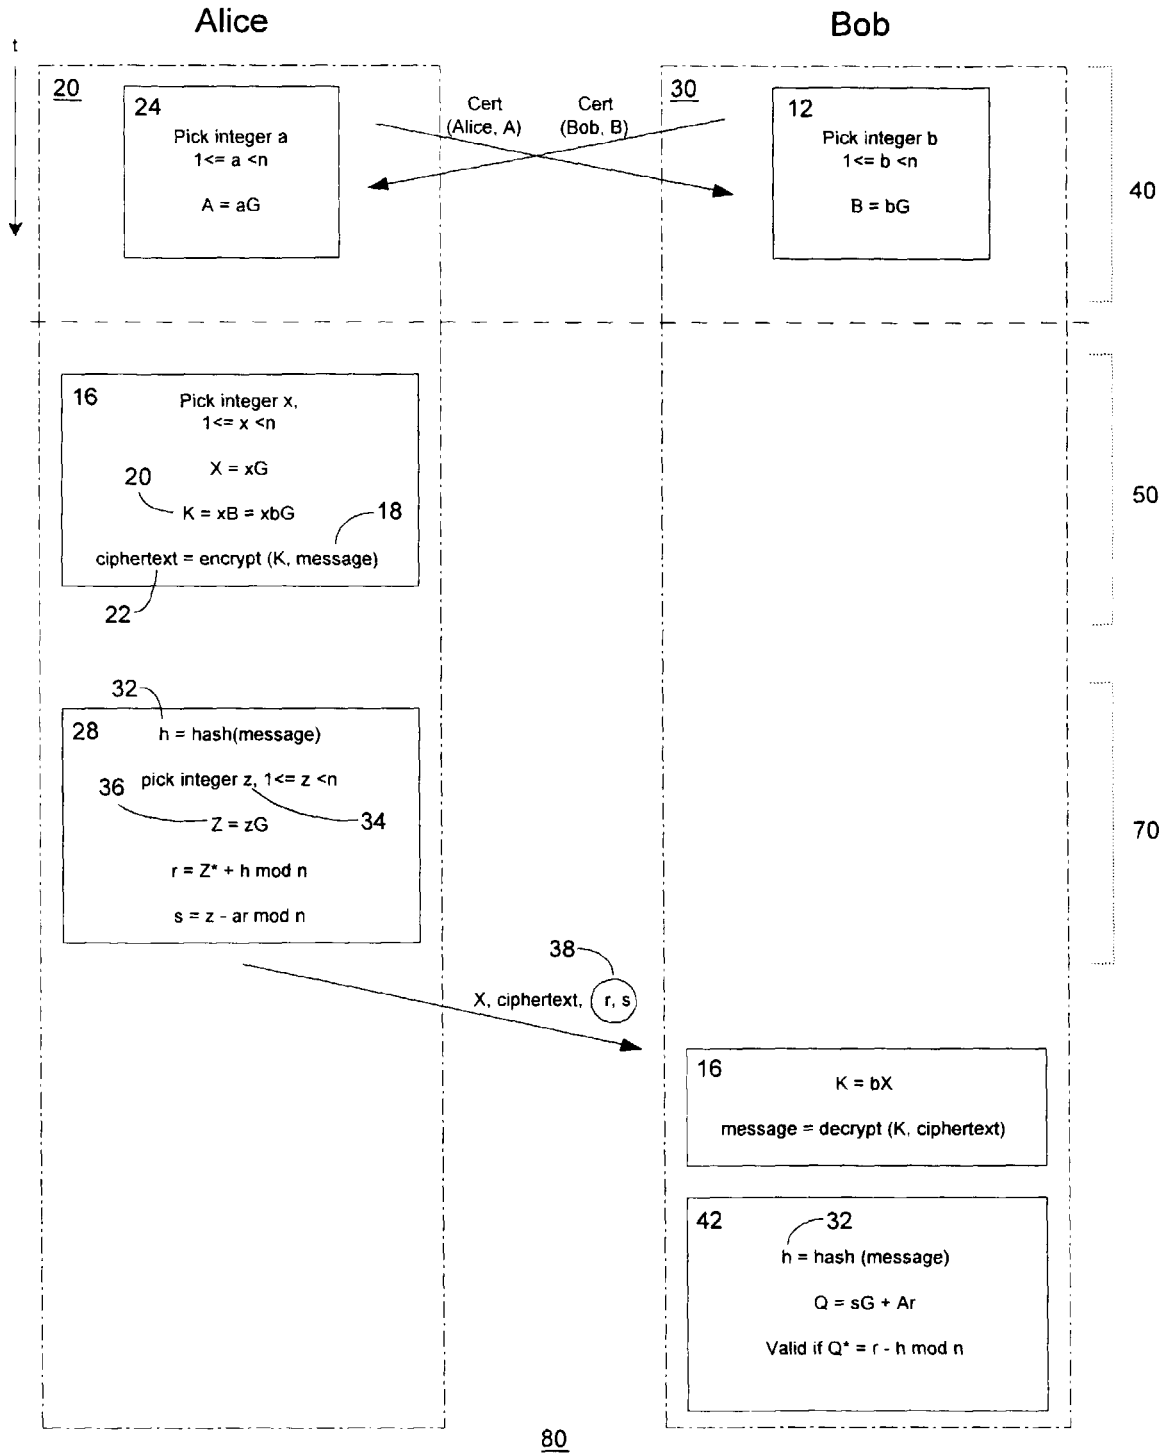 Alice
Bob
t
20
24
Pick integer a
1<= a <n
A = aG
Cert
(Alice, A)
Cert
(Bob, B)
30
12
Pick integer b
1<= b <n
B = bG
40
16
Pick integer x,
1<= x <n
X = xG
20
K = xB = xbG
18
ciphertext = encrypt (K, message)
22
50
32
28
h = hash(message)
pick integer z, 1<= z <n
36
Z = zG
34
r = Z* + h mod n
s = z - ar mod n
70
38
X, ciphertext, r, s
16
K = bX
message = decrypt (K, ciphertext)
42
32
h = hash (message)
Q = sG + Ar
Valid if Q* = r - h mod n
80